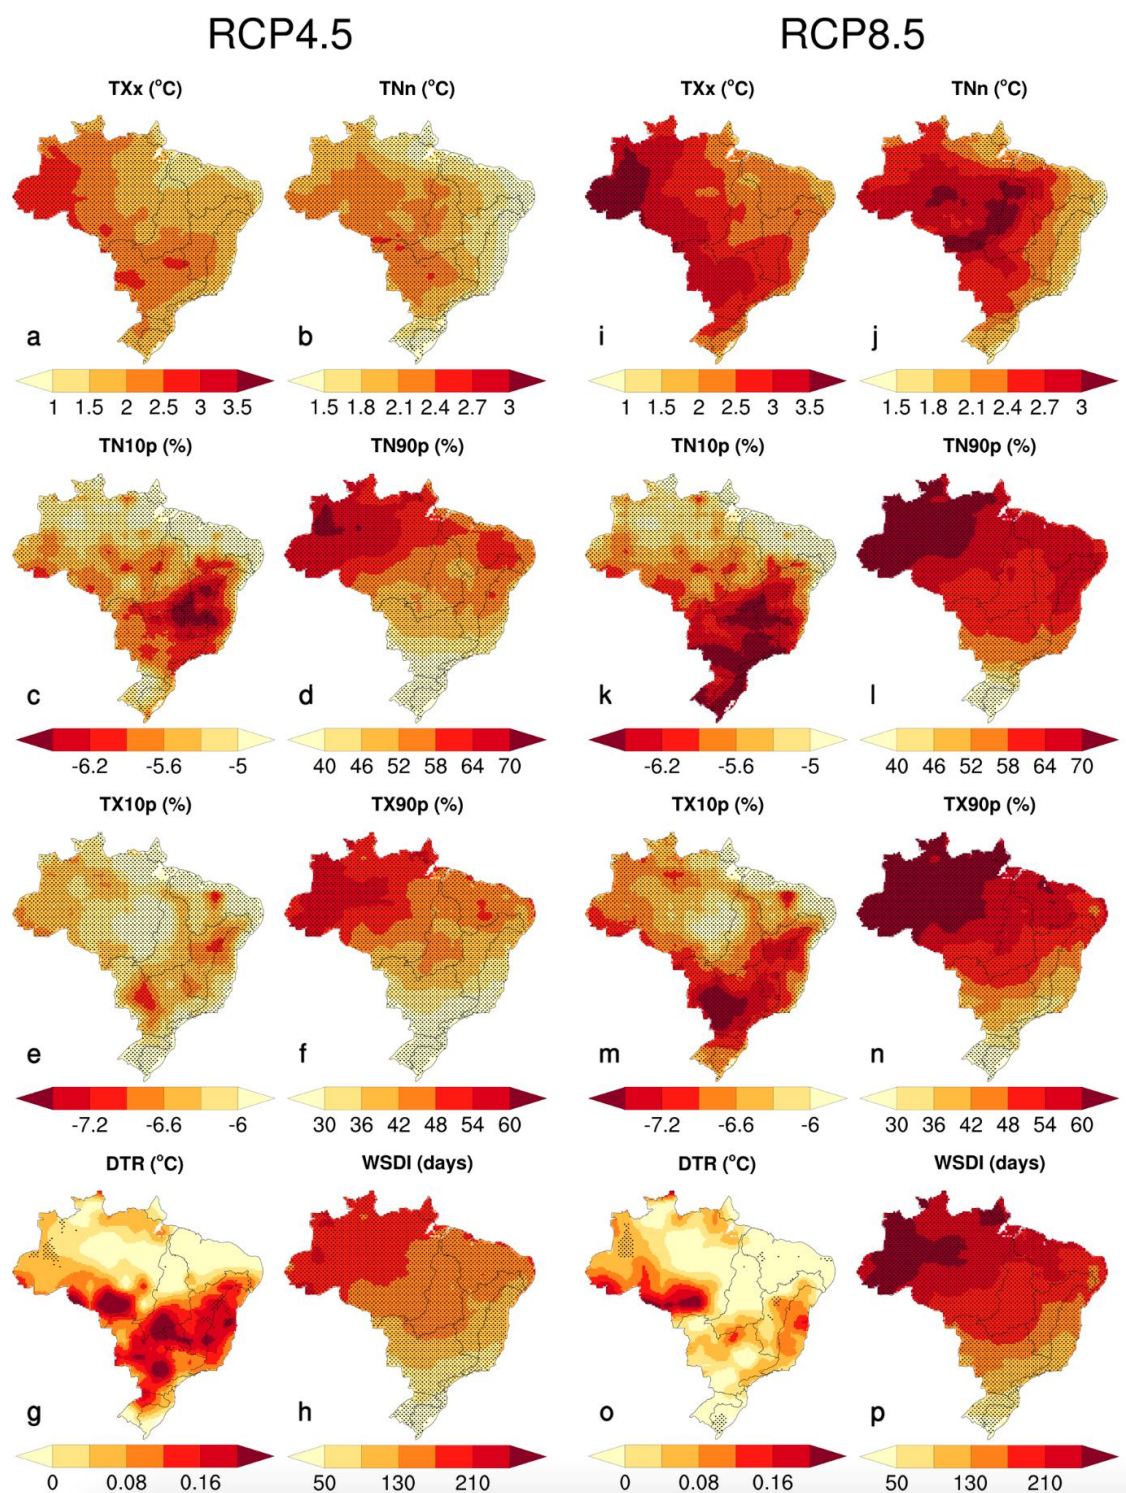 RCP4.5 RCP8.5
TXx (°C) TNn (°C) TXx (°C) TNn (°C)
a b i j
1 1.5 2 2.5 3 3.5 1.5 1.8 2.1 2.4 2.7 3 1 1.5 2 2.5 3 3.5 1.5 1.8 2.1 2.4 2.7 3
TN10p (%) TN90p (%) TN10p (%) TN90p (%)
c d k l
-6.2 -5.6 -5 40 46 52 58 64 70 -6.2 -5.6 -5 40 46 52 58 64 70
TX10p (%) TX90p (%) TX10p (%) TX90p (%)
e f m n
-7.2 -6.6 -6 30 36 42 48 54 60 -7.2 -6.6 -6 30 36 42 48 54 60
DTR (°C) WSDI (days) DTR (°C) WSDI (days)
g h o p
0 0.08 0.16 50 130 210 0 0.08 0.16 50 130 210